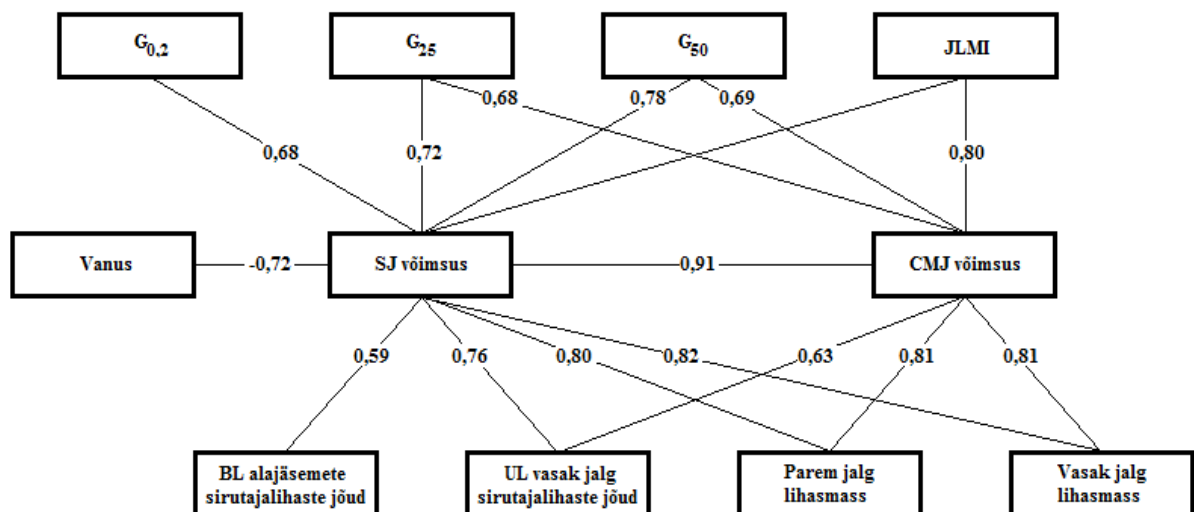 G0,2
G25
G50
JLMI
0,68
0,78
0,69
0,68
0,72
0,80
Vanus
-0,72
SJ võimsus
0,91
CMJ võimsus
0,59
0,76
0,80
0,82
0,63
0,81
0,81
BL alajäsemete
sirutajalihaste jõud
UL vasak jalg
sirutajalihaste jõud
Parem jalg
lihasmass
Vasak jalg
lihasmass